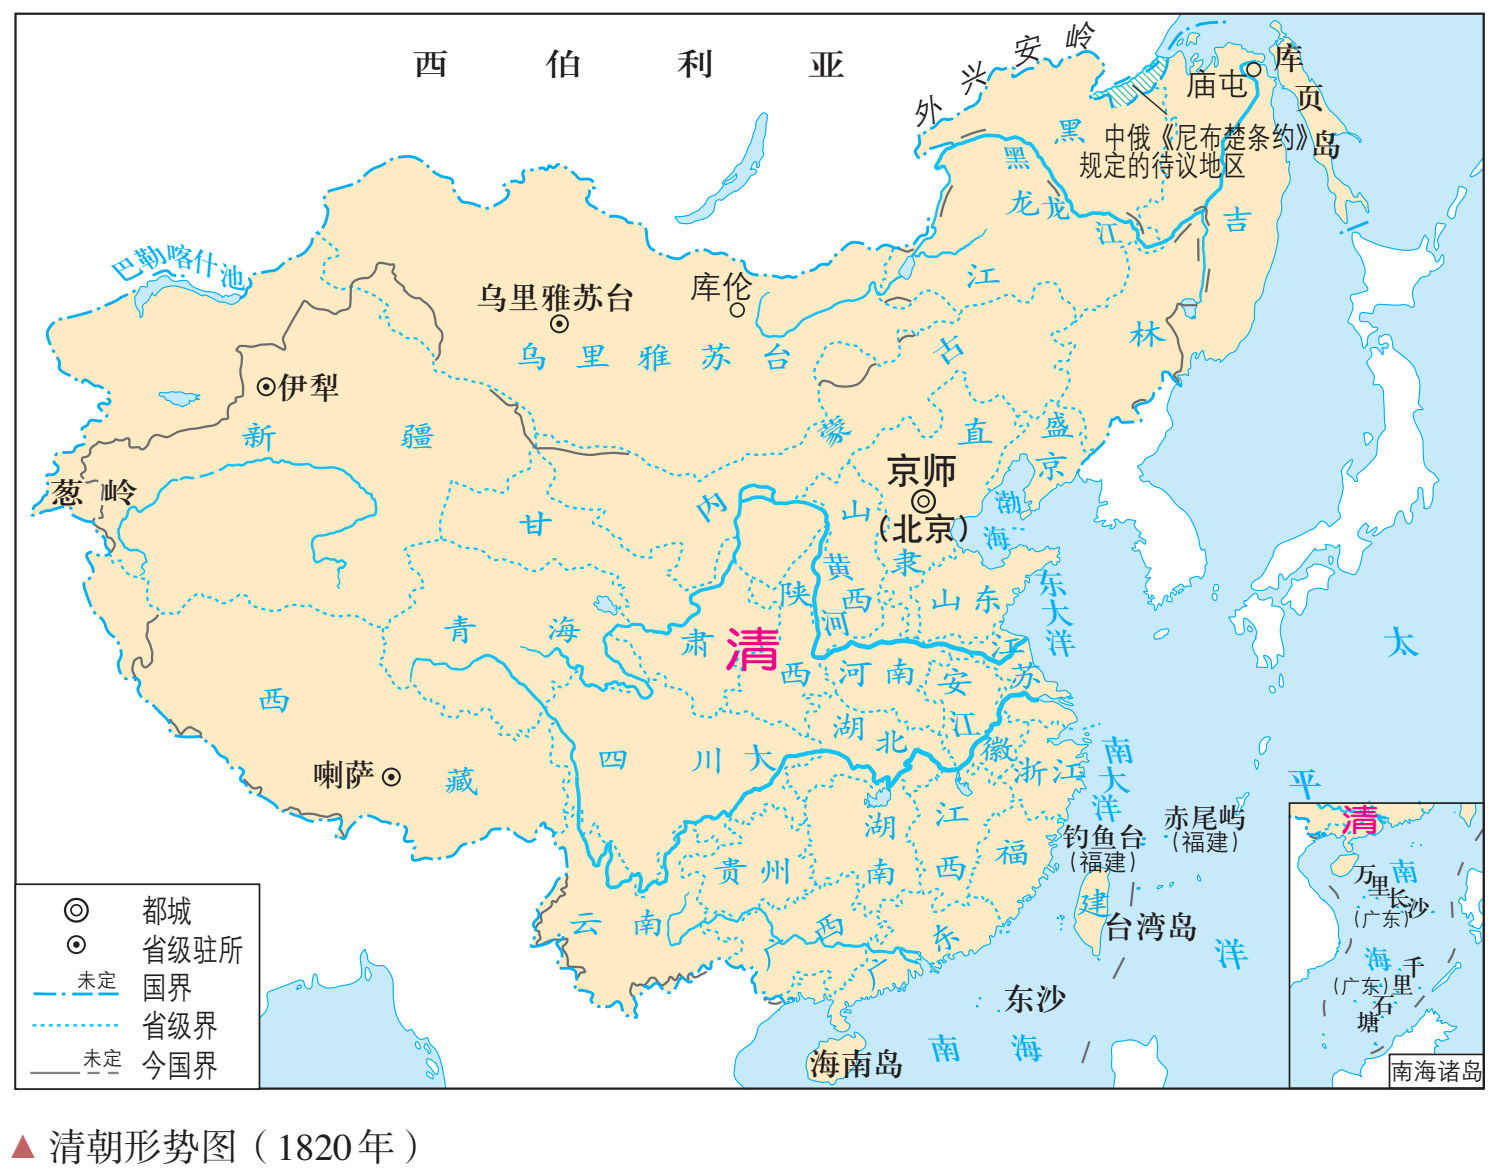 西 伯 利 亚
外 兴 安 岭
庙屯
库 页 岛
中俄《尼布楚条约》
规定的待议地区
黑 龙 江
黑 龙 江
吉 林
巴勒喀什池
乌里雅苏台
库伦
乌 里 雅 苏 台
伊犁
新 疆
葱 岭
内 蒙 古
直 隶
盛 京
京师
(北京)
渤 海
甘 肃
山 西
黄 河
陕 西
山 东
东 大 洋
青 海
清
河 南
安 徽
江 苏
西 藏
喇萨
四 川
大 江
湖 北
浙 江
南 大 洋
太 平 洋
湖 南
江 西
福 建
钓鱼台
(福建)
赤尾屿
(福建)
台湾岛
贵 州
云 南
广 西
广 东
东沙
海南岛
南 海
清
南 海
万里长沙
(广东)
千里石塘
(广东)
南海诸岛
都城
省级驻所
未定 国界
省级界
未定 今国界
▲ 清朝形势图(1820年)